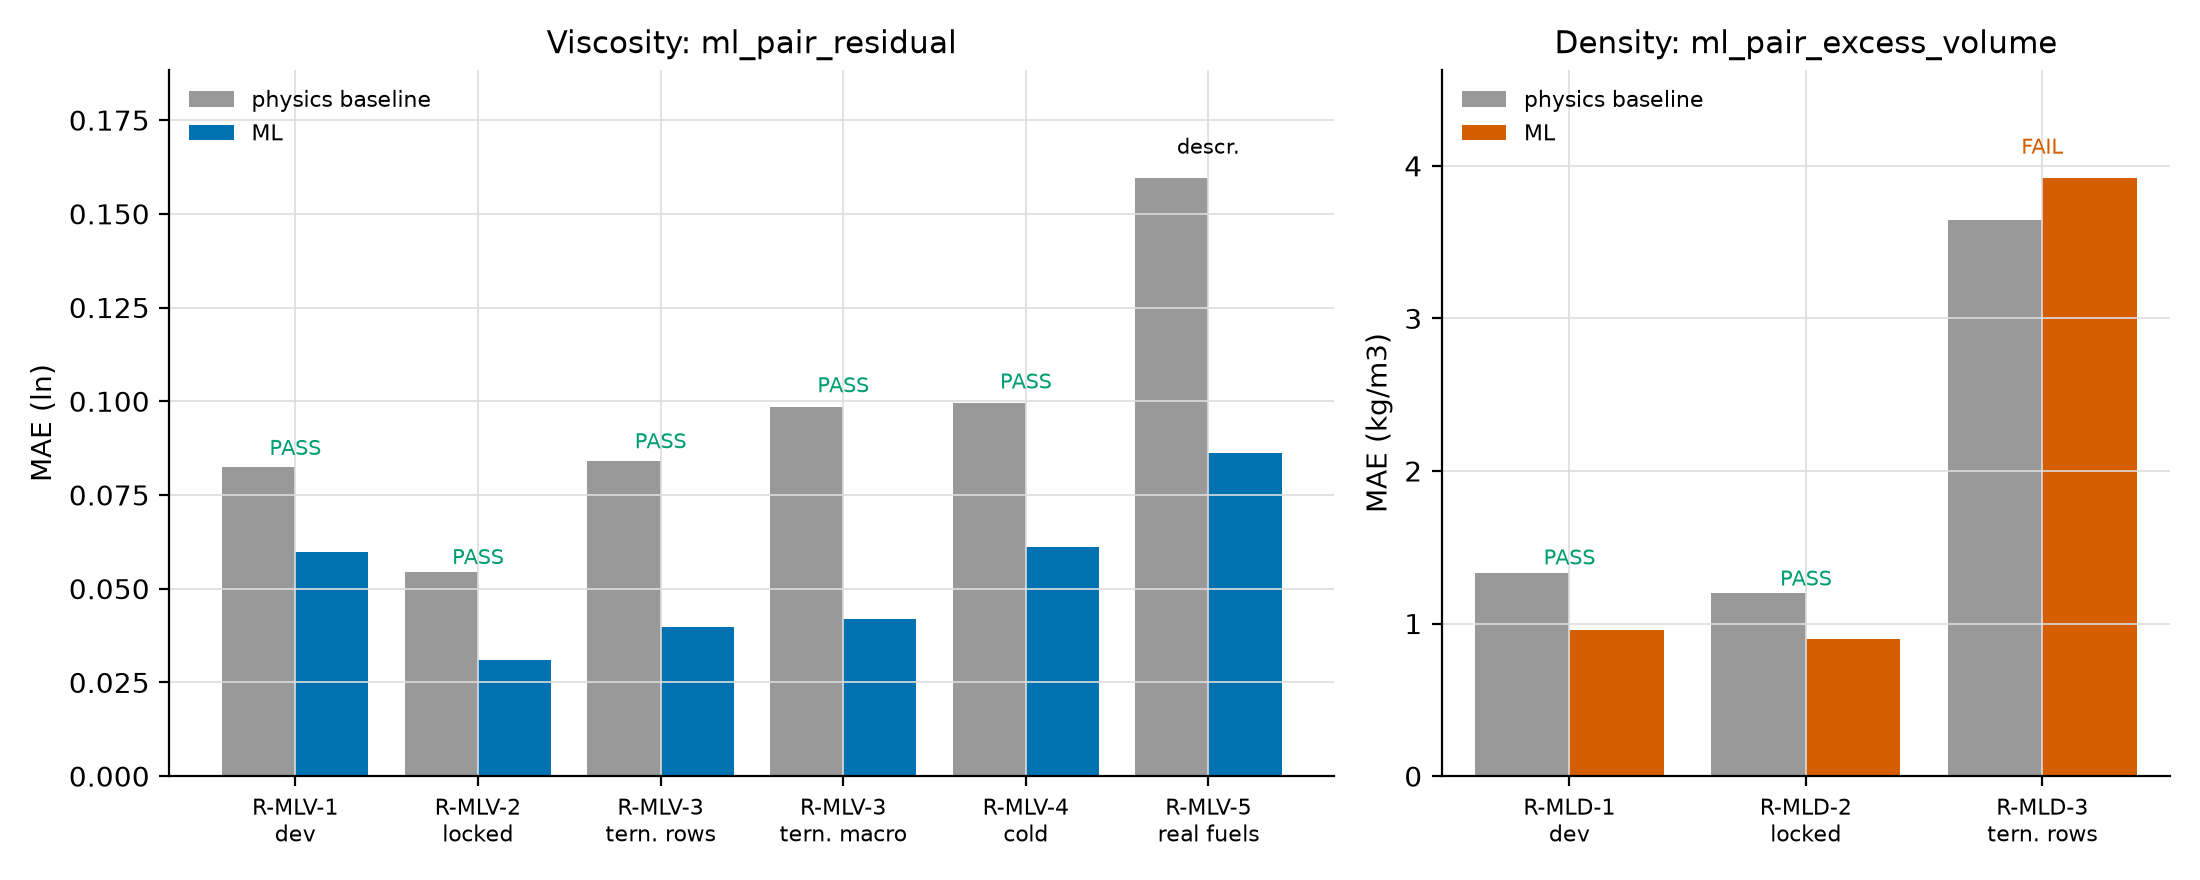 Viscosity: ml_pair_residual
physics baseline
ML
MAE (ln)
0.175
0.150
0.125
0.100
0.075
0.050
0.025
0.000
PASS
PASS
PASS
PASS
PASS
descr.
R-MLV-1
dev
R-MLV-2
locked
R-MLV-3
tern. rows
R-MLV-3
tern. macro
R-MLV-4
cold
R-MLV-5
real fuels
Density: ml_pair_excess_volume
physics baseline
ML
MAE (kg/m3)
4
3
2
1
0
PASS
PASS
FAIL
R-MLD-1
dev
R-MLD-2
locked
R-MLD-3
tern. rows